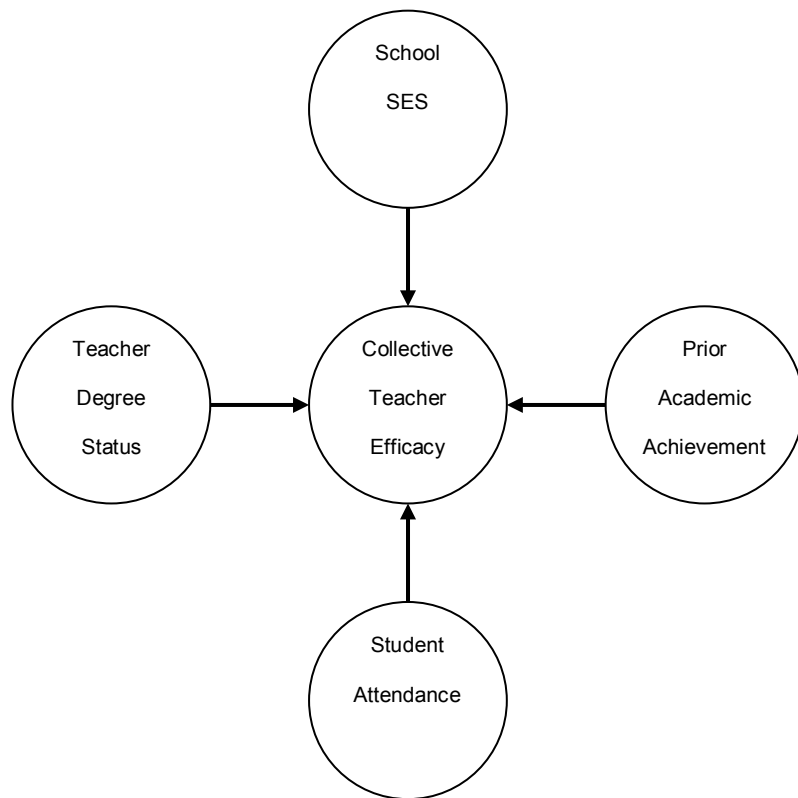 School
SES
Teacher
Degree
Status
Collective
Teacher
Efficacy
Prior
Academic
Achievement
Student
Attendance